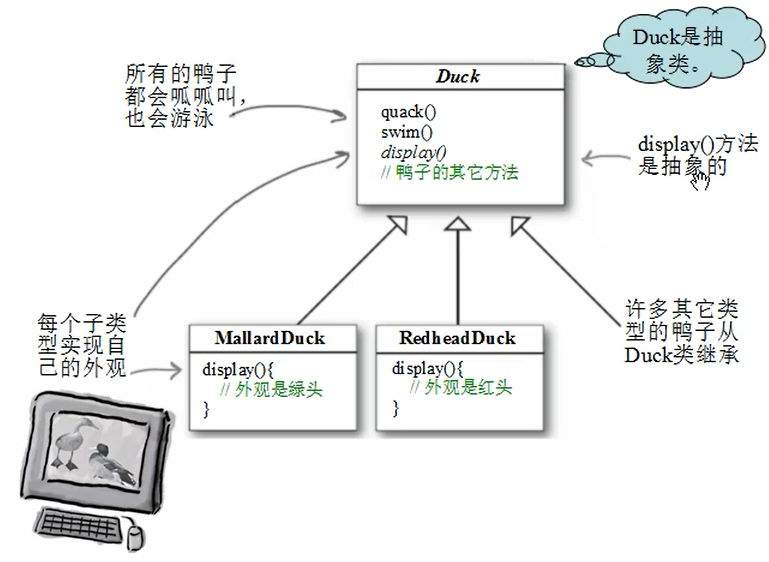 Duck是抽
象类。
所有的鸭子
都会呱呱叫，
也会游泳
Duck
quack()
swim()
display()
// 鸭子的其它方法
display()方法
是抽象的
每个子类
型实现自
己的外观
MallardDuck
display(){
// 外观是绿头
}
RedheadDuck
display(){
// 外观是红头
}
许多其它类
型的鸭子从
Duck类继承